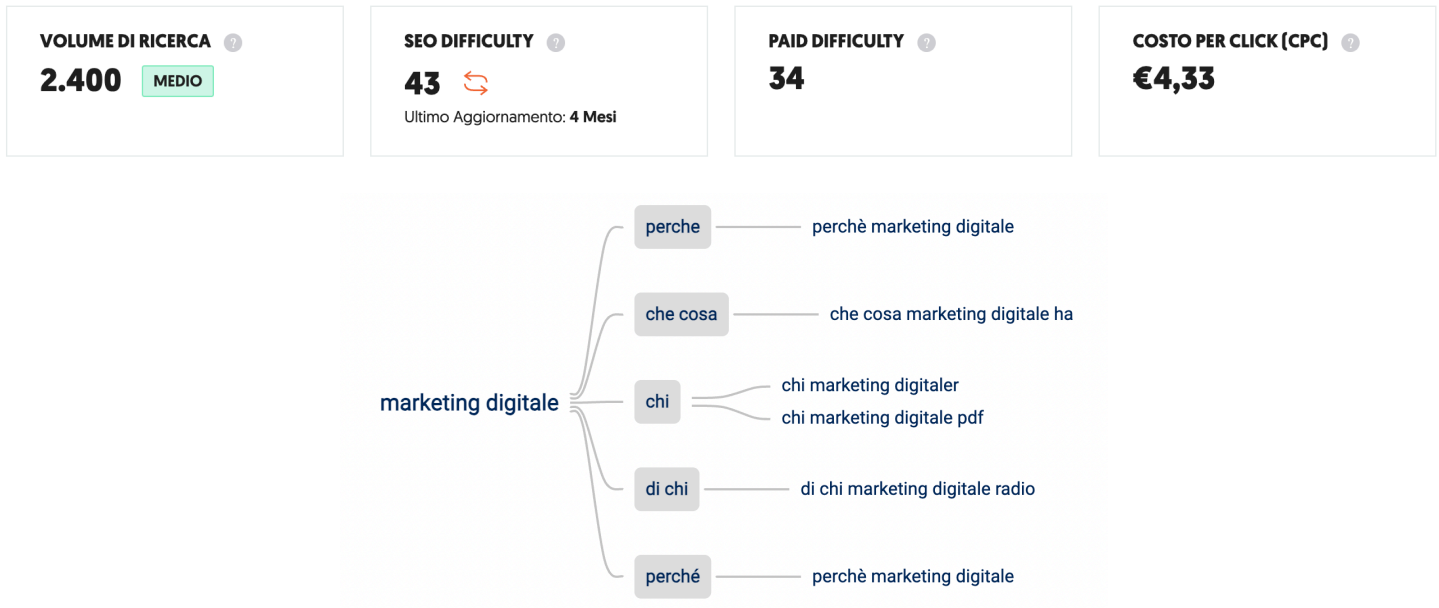 VOLUME DI RICERCA ?
2.400 MEDIO
SEO DIFFICULTY ?
43
Ultimo Aggiornamento: 4 Mesi
PAID DIFFICULTY ?
34
COSTO PER CLICK (CPC) ?
€4,33
marketing digitale
perche
perchè marketing digitale
che cosa
che cosa marketing digitale ha
chi
chi marketing digitaler
chi marketing digitale pdf
di chi
di chi marketing digitale radio
perché
perchè marketing digitale